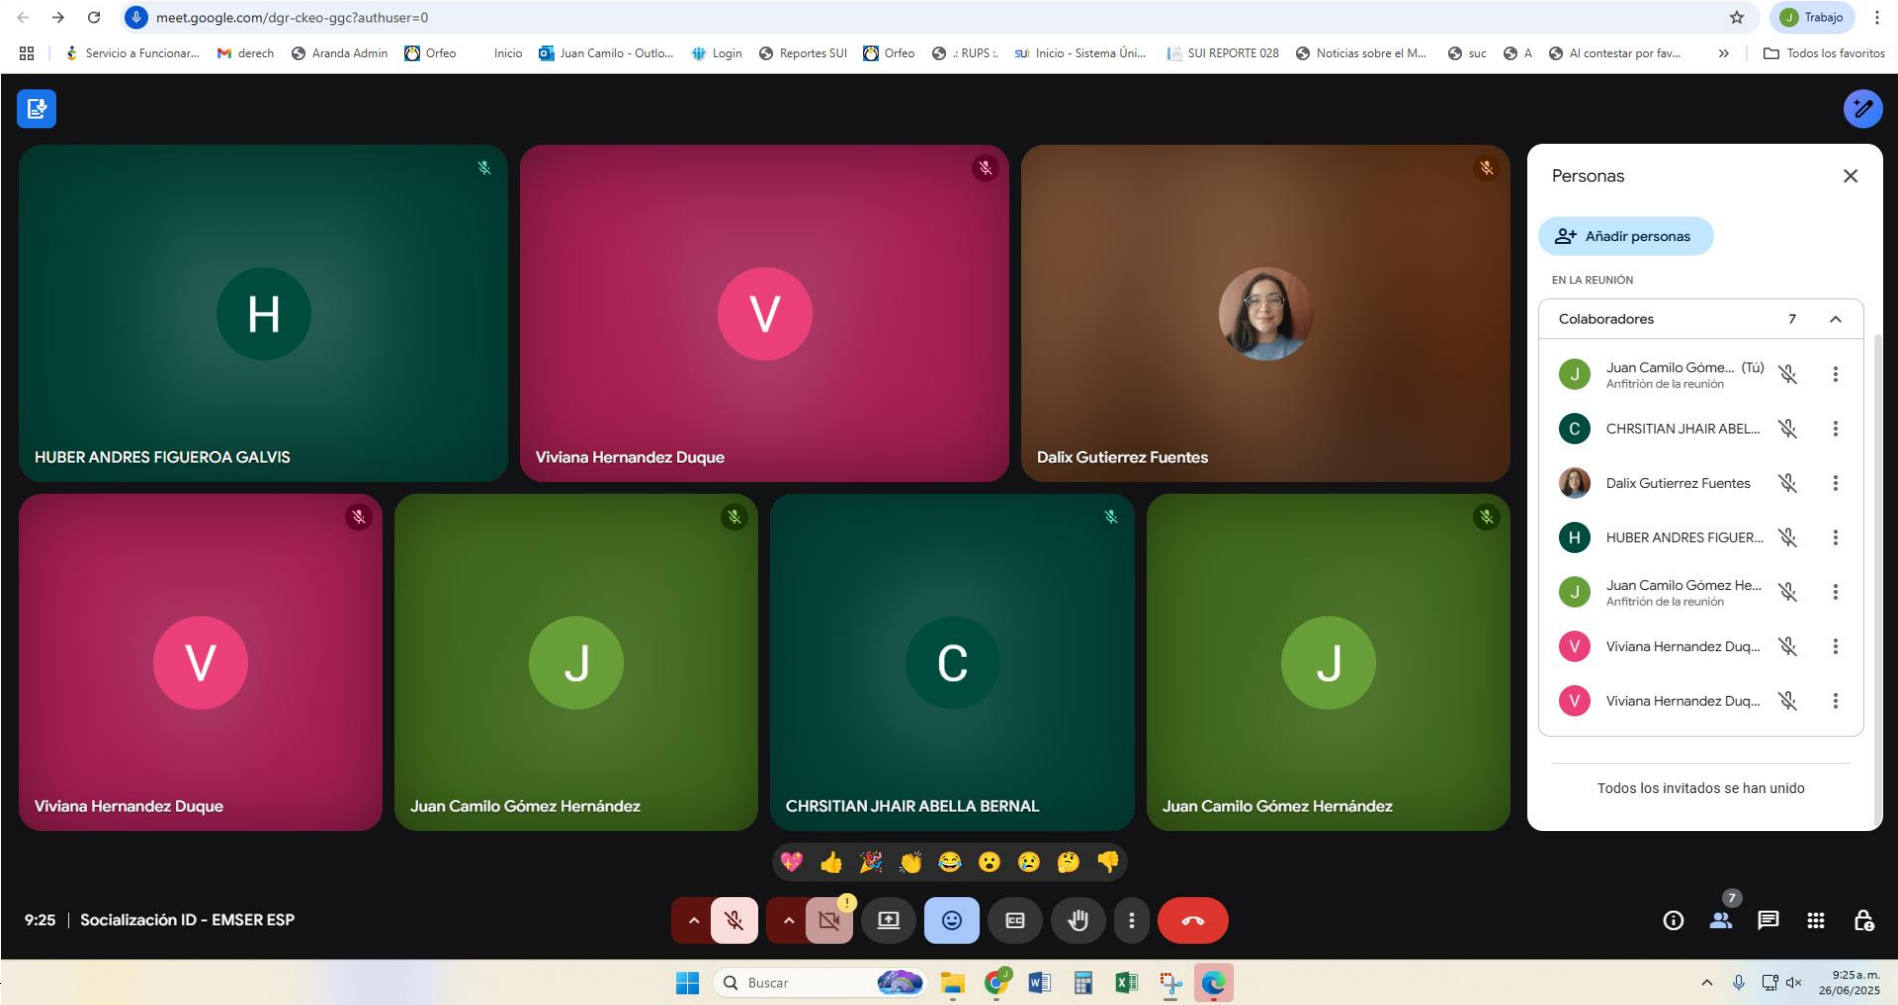 meet.google.com/dgr-ckeo-ggc?authuser=0
J Trabajo
Servicio a Funcionar... derech Aranda Admin Orfeo Inicio Juan Camilo - Outlo... Login Reportes SUI Orfeo .: RUPS :. Inicio - Sistema Úni... SUI REPORTE 028 Noticias sobre el M... suc A Al contestar por fav... » Todos los favoritos
H
HUBER ANDRES FIGUEROA GALVIS
V
Viviana Hernandez Duque
Dalix Gutierrez Fuentes
V
Viviana Hernandez Duque
J
Juan Camilo Gómez Hernández
C
CHRSITIAN JHAIR ABELLA BERNAL
J
Juan Camilo Gómez Hernández
Personas
Añadir personas
EN LA REUNIÓN
Colaboradores 7
J Juan Camilo Góme... (Tú)
Anfitrión de la reunión
C CHRSITIAN JHAIR ABEL...
Dalix Gutierrez Fuentes
H HUBER ANDRES FIGUER...
J Juan Camilo Gómez He...
Anfitrión de la reunión
V Viviana Hernandez Duq...
V Viviana Hernandez Duq...
Todos los invitados se han unido
9:25 | Socialización ID - EMSER ESP
7
Buscar
9:25 a. m.
26/06/2025